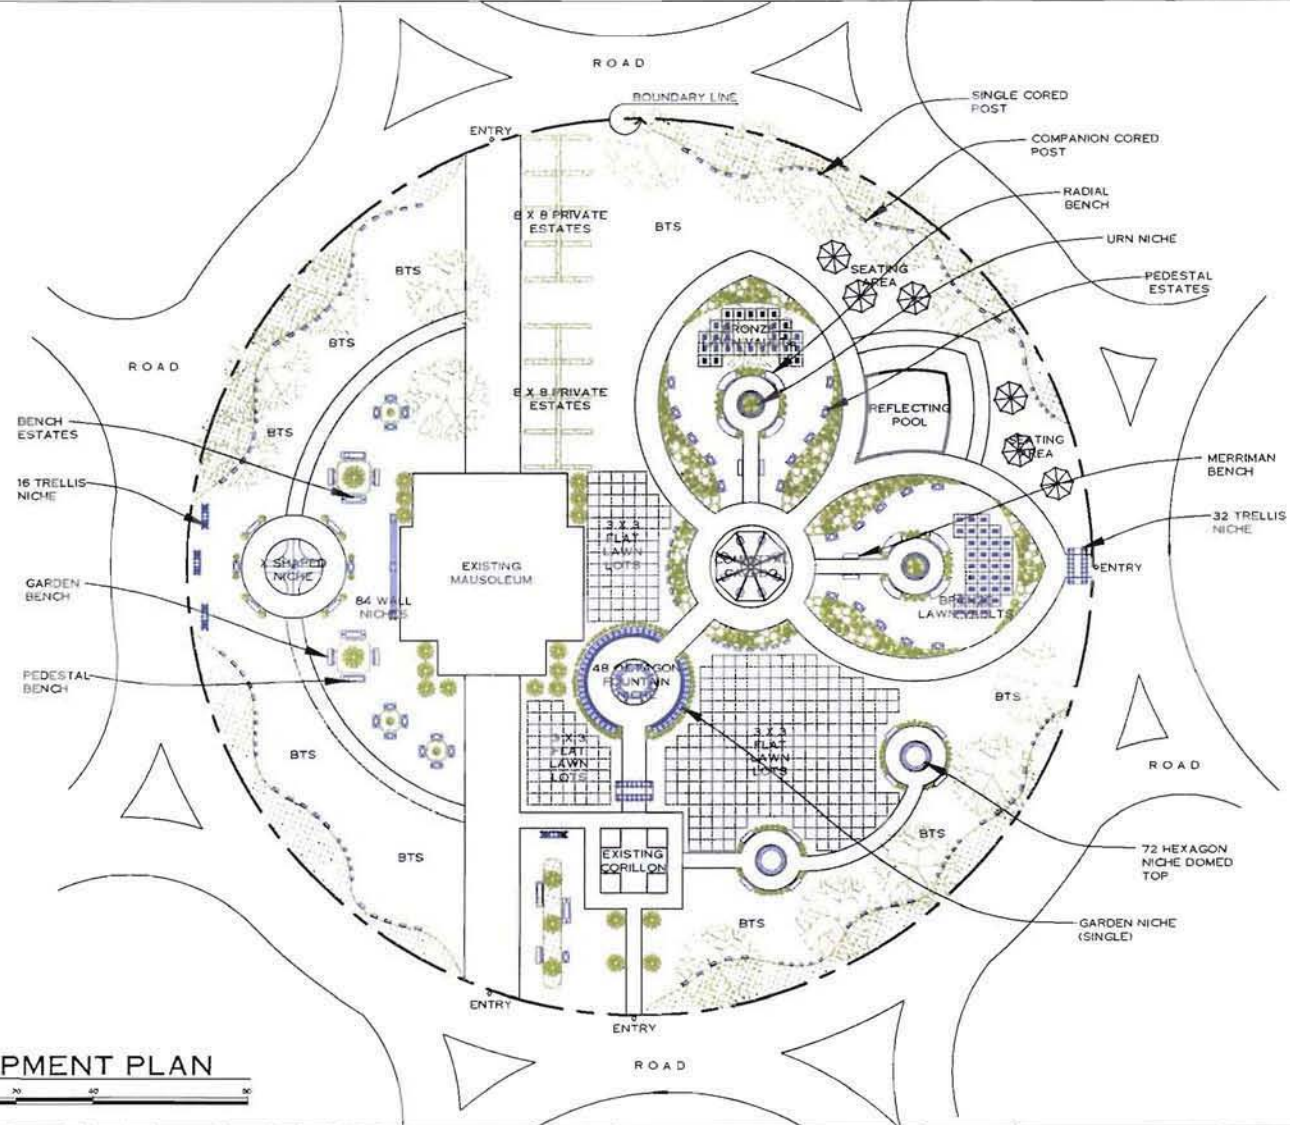 ROAD
BOUNDARY LINE
SINGLE CORED
POST
ENTRY
COMPANION CORED
POST
RADIAL
BENCH
8 X 8 PRIVATE
ESTATES
BTS
URN NICHE
BTS
SEATING
AREA
PEDESTAL
ESTATES
BTS
ROAD
8 X 8 PRIVATE
ESTATES
REFLECTING
POOL
BENCH
ESTATES
BTS
SEATING
AREA
MERRIMAN
BENCH
16 TRELLIS
NICHE
32 TRELLIS
NICHE
3 X 3
FLAT
LAWN
LOTS
X SHAPED
NICHE
EXISTING
MAUSOLEUM
ENTRY
GARDEN
BENCH
84 WALL
NICHES
48 OCTAGON
FOUNTAIN
PEDESTAL
BENCH
BTS
3 X 3
FLAT
LAWN
LOTS
3 X 3
FLAT
LAWN
LOTS
BTS
ROAD
BTS
72 HEXAGON
NICHE DOMED
TOP
EXISTING
CORILLON
BTS
BTS
GARDEN NICHE
(SINGLE)
ENTRY
ENTRY
ROAD
PMENT PLAN